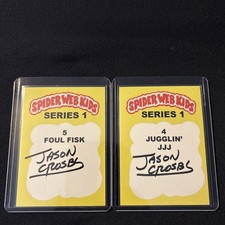 SPIDER WEB KIDS
SERIES 1
5
FOUL FISK
JASON
CROSBY
SPIDER WEB KIDS
SERIES 1
4
JUGGLIN'
JJJ
JASON
CROSBY